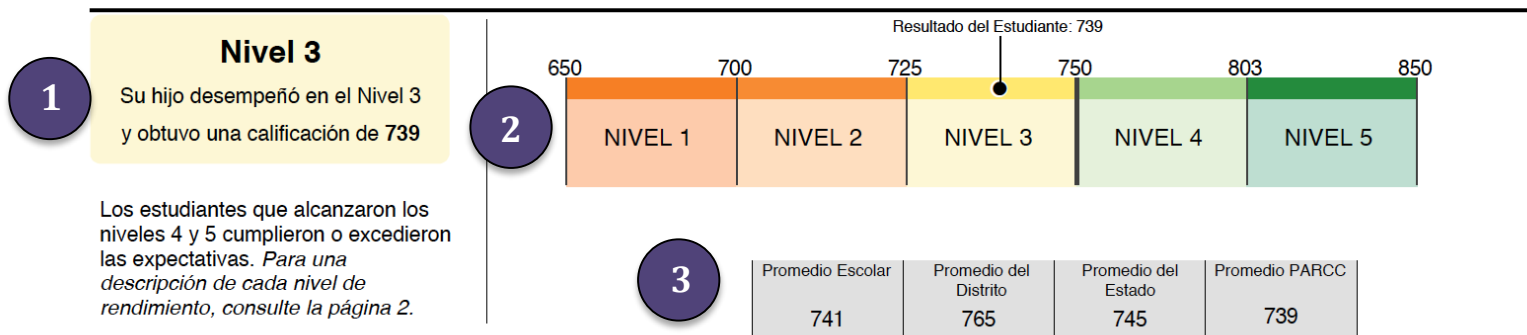 1
Nivel 3
Su hijo desempeñó en el Nivel 3
y obtuvo una calificación de 739
Los estudiantes que alcanzaron los
niveles 4 y 5 cumplieron o excedieron
las expectativas. Para una
descripción de cada nivel de
rendimiento, consulte la página 2.
2
Resultado del Estudiante: 739
650 700 725 750 803 850
NIVEL 1 NIVEL 2 NIVEL 3 NIVEL 4 NIVEL 5
3
Promedio Escolar
741
Promedio del
Distrito
765
Promedio del
Estado
745
Promedio PARCC
739